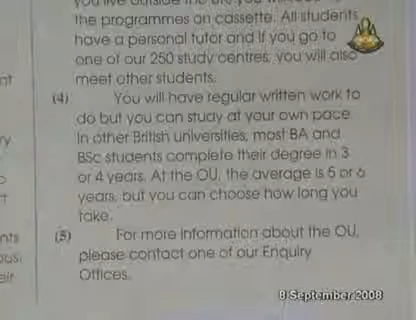 the programmes on cassette. All students
have a personal tutor and if you go to
one of our 250 study centres, you will also
meet other students.
(4) You will have regular written work to
do but you can study at your own pace.
In other British universities, most BA and
BSc students complete their degree in 3
or 4 years. At the OU, the average is 5 or 6
years, but you can choose how long you
take.
(5) For more information about the OU,
please contact one of our Enquiry
Offices.
8 September 2008